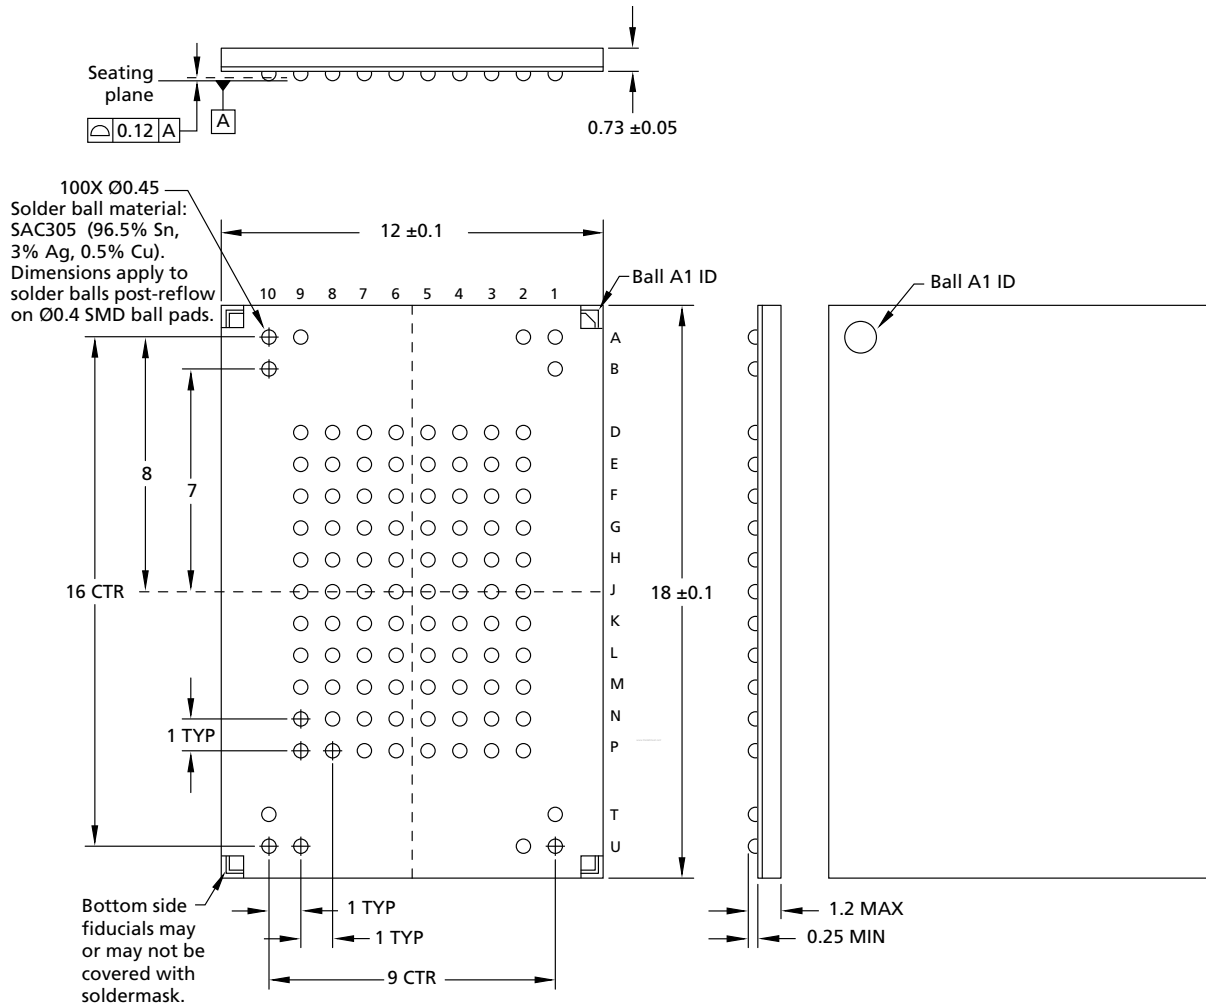 Seating
plane
0.12 A
A
0.73 ±0.05
100X Ø0.45
Solder ball material:
SAC305 (96.5% Sn,
3% Ag, 0.5% Cu).
Dimensions apply to
solder balls post-reflow
on Ø0.4 SMD ball pads.
12 ±0.1
Ball A1 ID
Ball A1 ID
10 9 8 7 6 5 4 3 2 1
A
B
D
E
F
G
H
J
K
L
M
N
P
T
U
8
7
16 CTR
18 ±0.1
1 TYP
Bottom side
fiducials may
or may not be
covered with
soldermask.
1 TYP
1 TYP
9 CTR
1.2 MAX
0.25 MIN